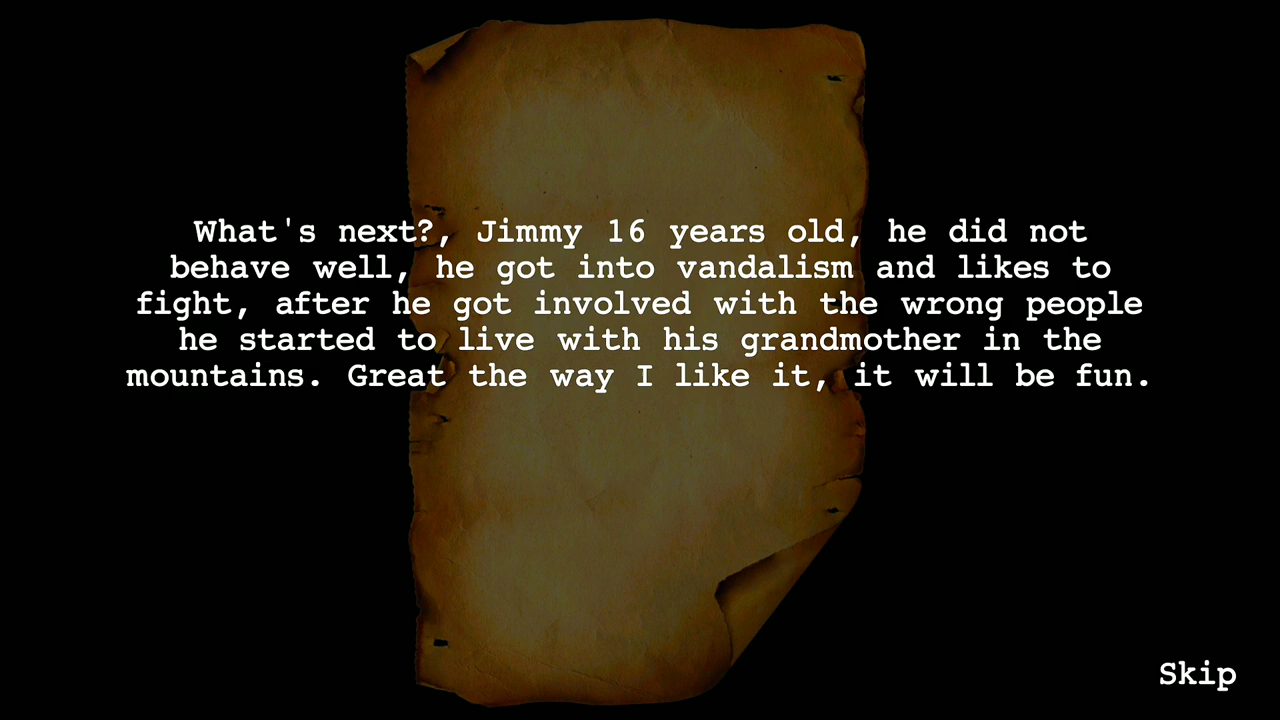 What's next?, Jimmy 16 years old, he did not
behave well, he got into vandalism and likes to
fight, after he got involved with the wrong people
he started to live with his grandmother in the
mountains. Great the way I like it, it will be fun.
Skip